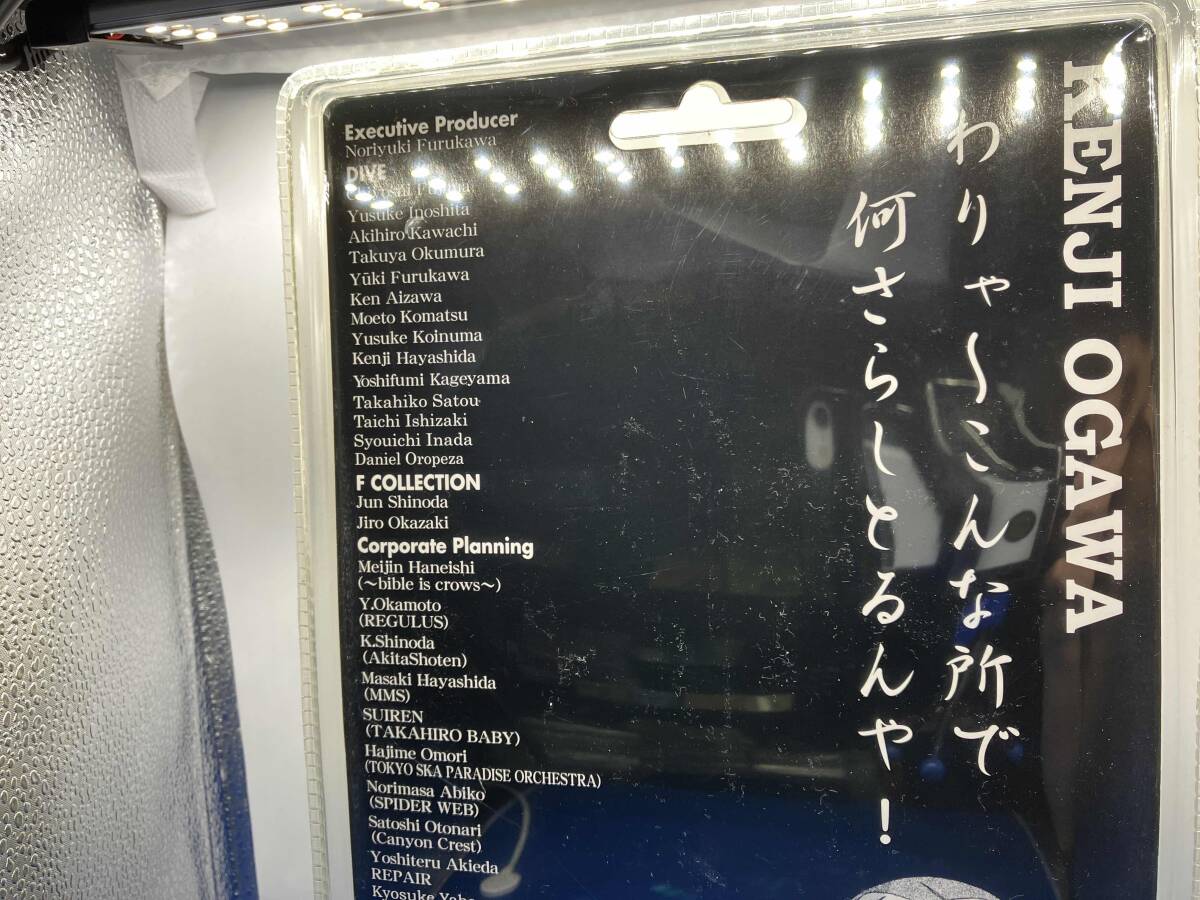 Executive Producer
Noriyuki Furukawa
DIVE
Yusuke Inoshita
Akihiro Kawachi
Takuya Okumura
Yūki Furukawa
Ken Aizawa
Moeto Komatsu
Yusuke Koinuma
Kenji Hayashida
Yoshifumi Kageyama
Takahiko Satou
Taichi Ishizaki
Syouichi Inada
Daniel Oropeza
F COLLECTION
Jun Shinoda
Jiro Okazaki
Corporate Planning
Meijin Haneishi
(～bible is crows～)
Y.Okamoto
(REGULUS)
K.Shinoda
(AkitaShoten)
Masaki Hayashida
(MMS)
SUIREN
(TAKAHIRO BABY)
Hajime Omori
(TOKYO SKA PARADISE ORCHESTRA)
Norimasa Abiko
(SPIDER WEB)
Satoshi Otonari
(Canyon Crest)
Yoshiteru Akieda
REPAIR
Kyosuke
KENJI OGAWA
わりゃ～こんな所で
何さらしとるんや！